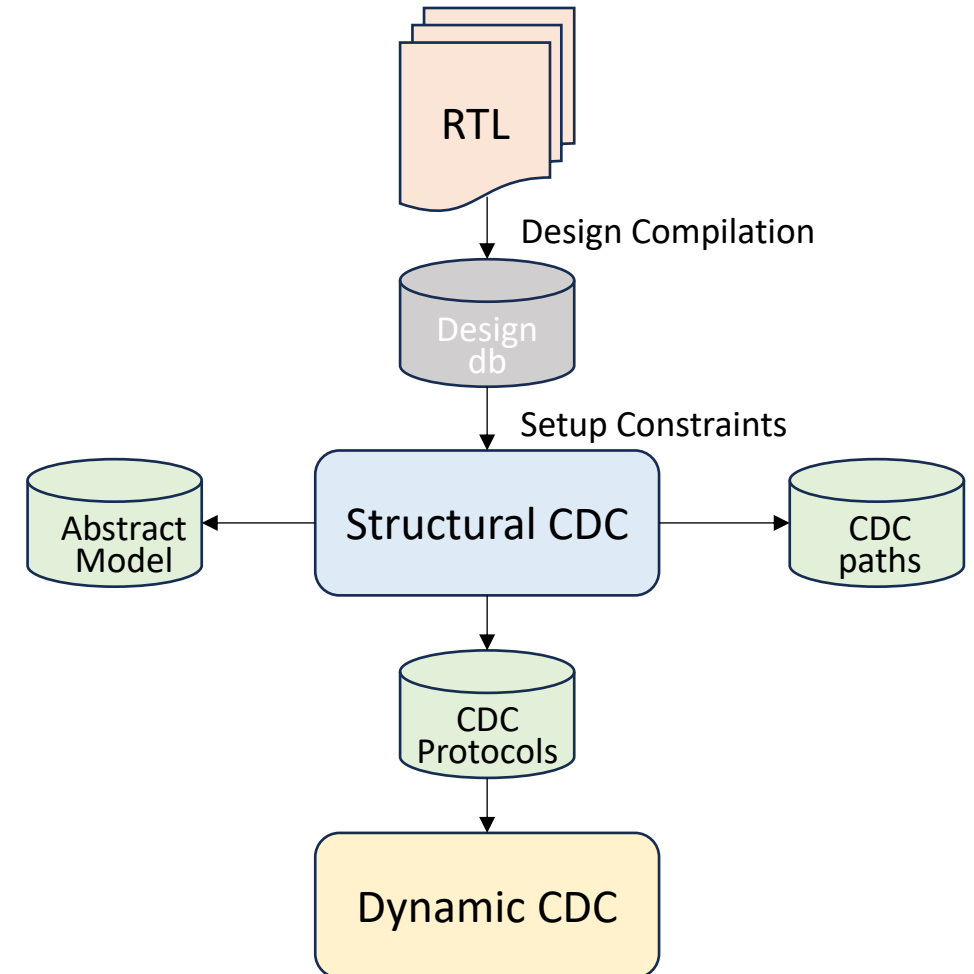 RTL
Design Compilation
Design
db
Setup Constraints
Abstract
Model
Structural CDC
CDC
paths
CDC
Protocols
Dynamic CDC